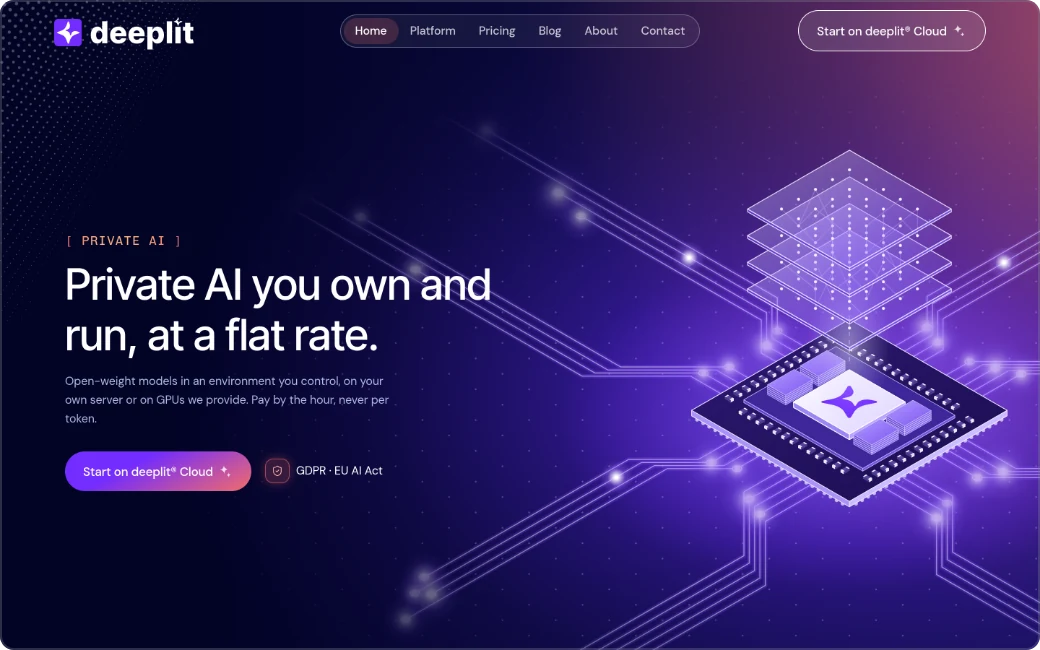 deeplit
Home Platform Pricing Blog About Contact
Start on deeplit® Cloud
[ PRIVATE AI ]
Private AI you own and
run, at a flat rate.
Open-weight models in an environment you control, on your
own server or on GPUs we provide. Pay by the hour, never per
token.
Start on deeplit® Cloud
GDPR · EU AI Act